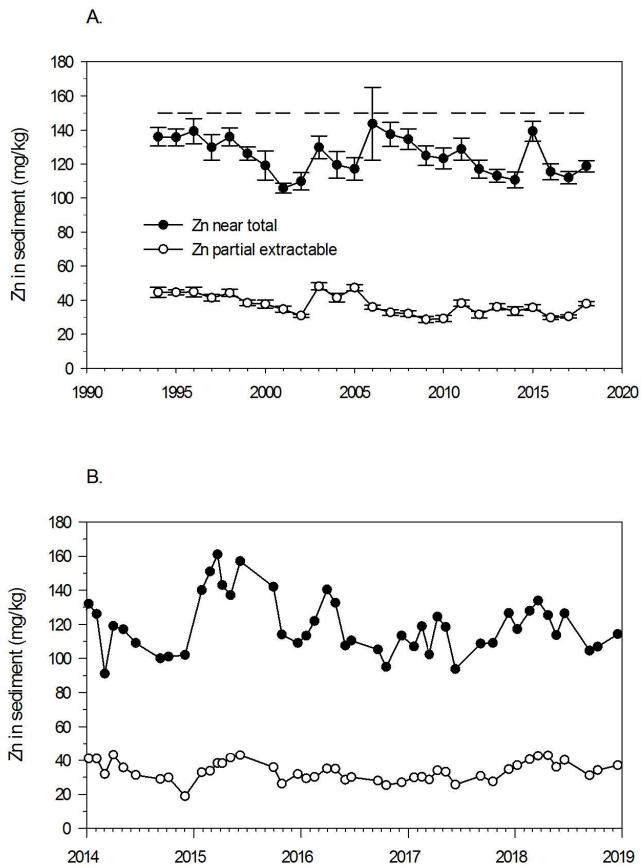 A.
180
160
140
120
100
80
60
40
20
0
Zn in sediment (mg/kg)
Zn near total
Zn partial extractable
1990 1995 2000 2005 2010 2015 2020
B.
180
160
140
120
100
80
60
40
20
0
Zn in sediment (mg/kg)
2014 2015 2016 2017 2018 2019